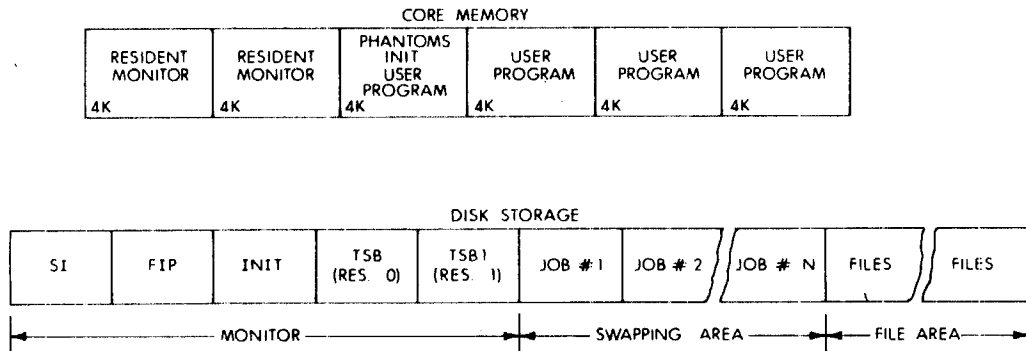 CORE MEMORY
RESIDENT
MONITOR
4K
RESIDENT
MONITOR
4K
PHANTOMS
INIT
USER
PROGRAM
4K
USER
PROGRAM
4K
USER
PROGRAM
4K
USER
PROGRAM
4K
DISK STORAGE
SI
FIP
INIT
TSB
(RES. 0)
TSB1
(RES. 1)
JOB #1
JOB # 2
JOB # N
FILES
FILES
MONITOR
SWAPPING AREA
FILE AREA